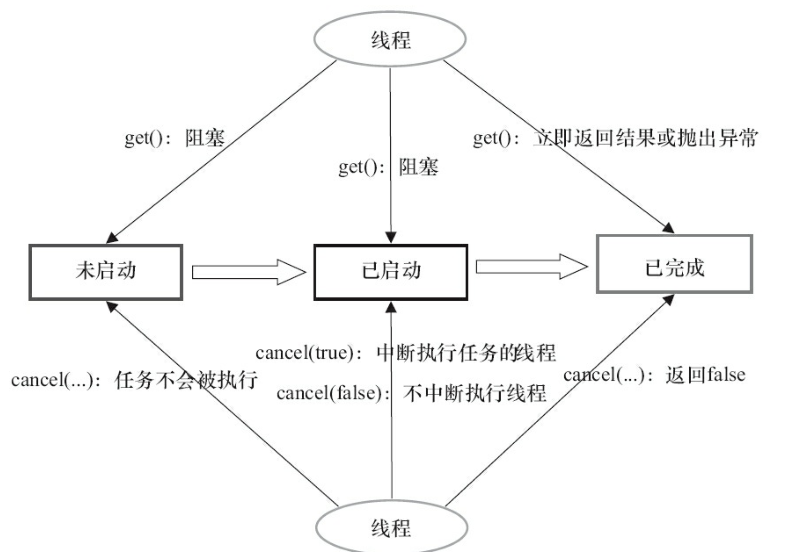 线程
get()：阻塞
get()：立即返回结果或抛出异常
get()：阻塞
未启动
已启动
已完成
cancel(true)：中断执行任务的线程
cancel(...)：任务不会被执行
cancel(...)：返回false
cancel(false)：不中断执行线程
线程